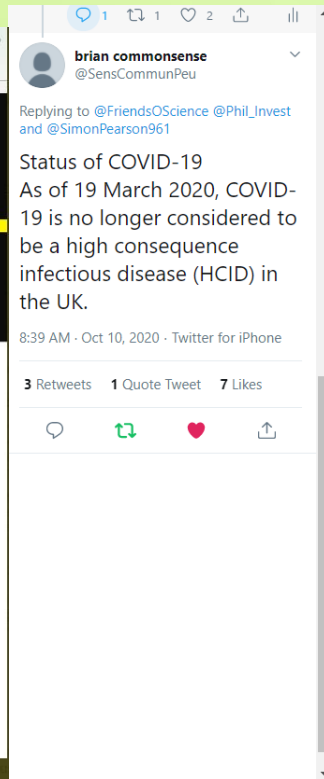 1 1 2
brian commonsense
@SensCommunPeu
Replying to @FriendsOScience @Phil_Invest
and @SimonPearson961
Status of COVID-19
As of 19 March 2020, COVID-
19 is no longer considered to
be a high consequence
infectious disease (HCID) in
the UK.
8:39 AM · Oct 10, 2020 · Twitter for iPhone
3 Retweets 1 Quote Tweet 7 Likes